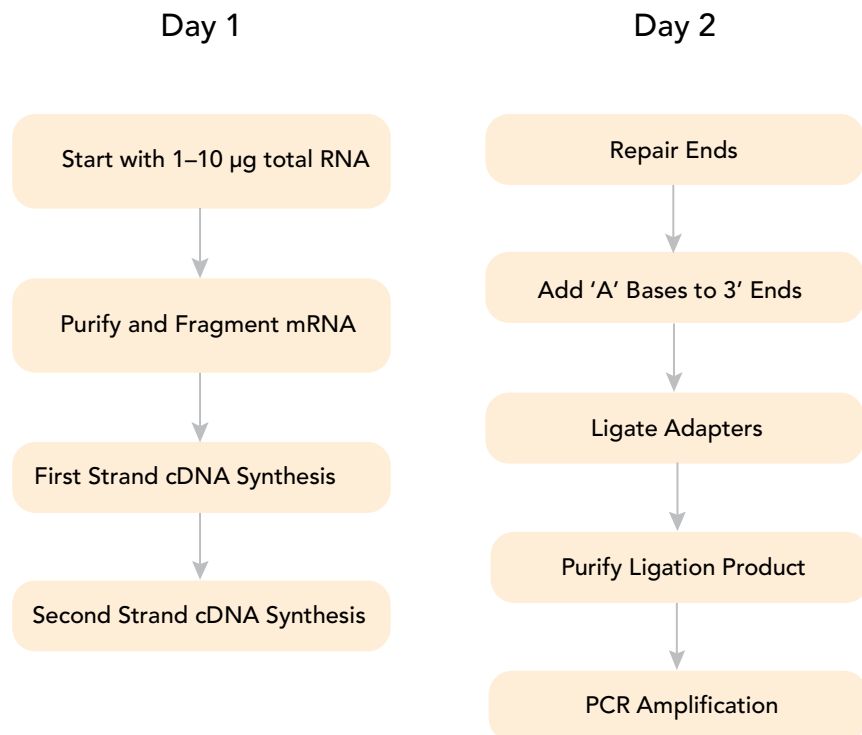 Day 1
Start with 1–10 µg total RNA
Purify and Fragment mRNA
First Strand cDNA Synthesis
Second Strand cDNA Synthesis
Day 2
Repair Ends
Add ‘A’ Bases to 3’ Ends
Ligate Adapters
Purify Ligation Product
PCR Amplification